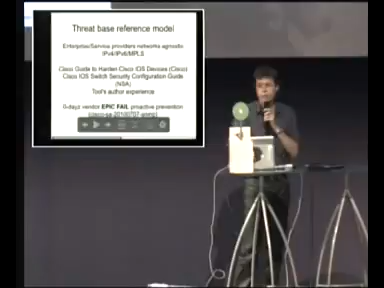 Threat base reference model
Enterprise/Service providers networks agnostic
IPv4/IPv6/MPLS
Cisco Guide to Harden Cisco IOS Devices (Cisco)
Cisco IOS Switch Security Configuration Guide
(NSA)
Tool's author experience
0-days vendor EPIC FAIL proactive prevention